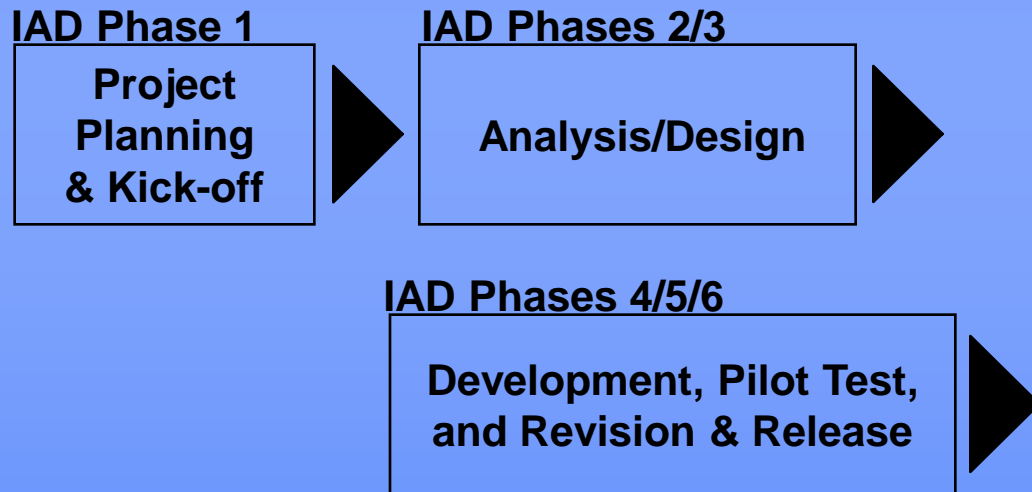 IAD Phase 1
Project
Planning
& Kick-off
IAD Phases 2/3
Analysis/Design
IAD Phases 4/5/6
Development, Pilot Test,
and Revision & Release